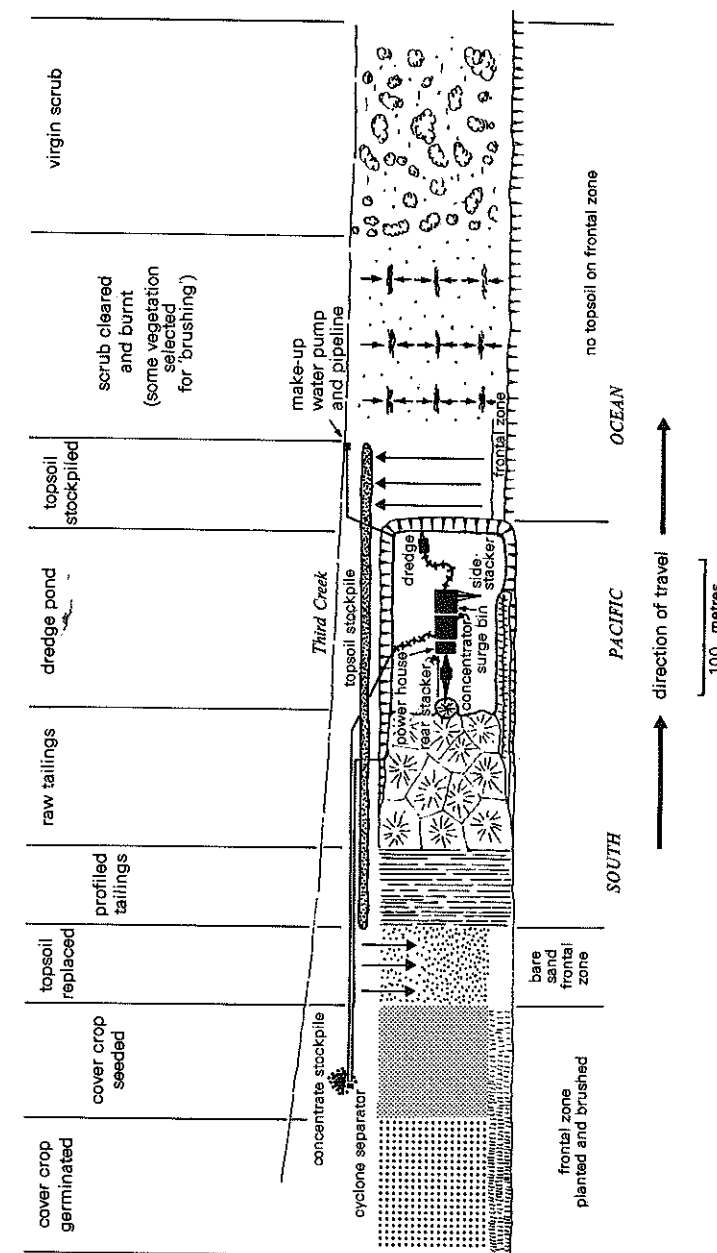 virgin scrub
scrub cleared
and burnt
(some vegetation
selected
for 'brushing')
topsoil
stockpiled
dredge pond
raw tailings
profiled
tailings
topsoil
replaced
cover crop
seeded
cover crop
germinated
make-up
water pump
and pipeline
Third Creek
topsoil stockpile
concentrate stockpile
cyclone separator
frontal zone
dredge
side-
stacker
surge bin
concentrator
power house
rear stacker
no topsoil on frontal zone
bare
sand
frontal
zone
frontal
zone
planted and brushed
SOUTH
PACIFIC
OCEAN
direction of travel
100 metres